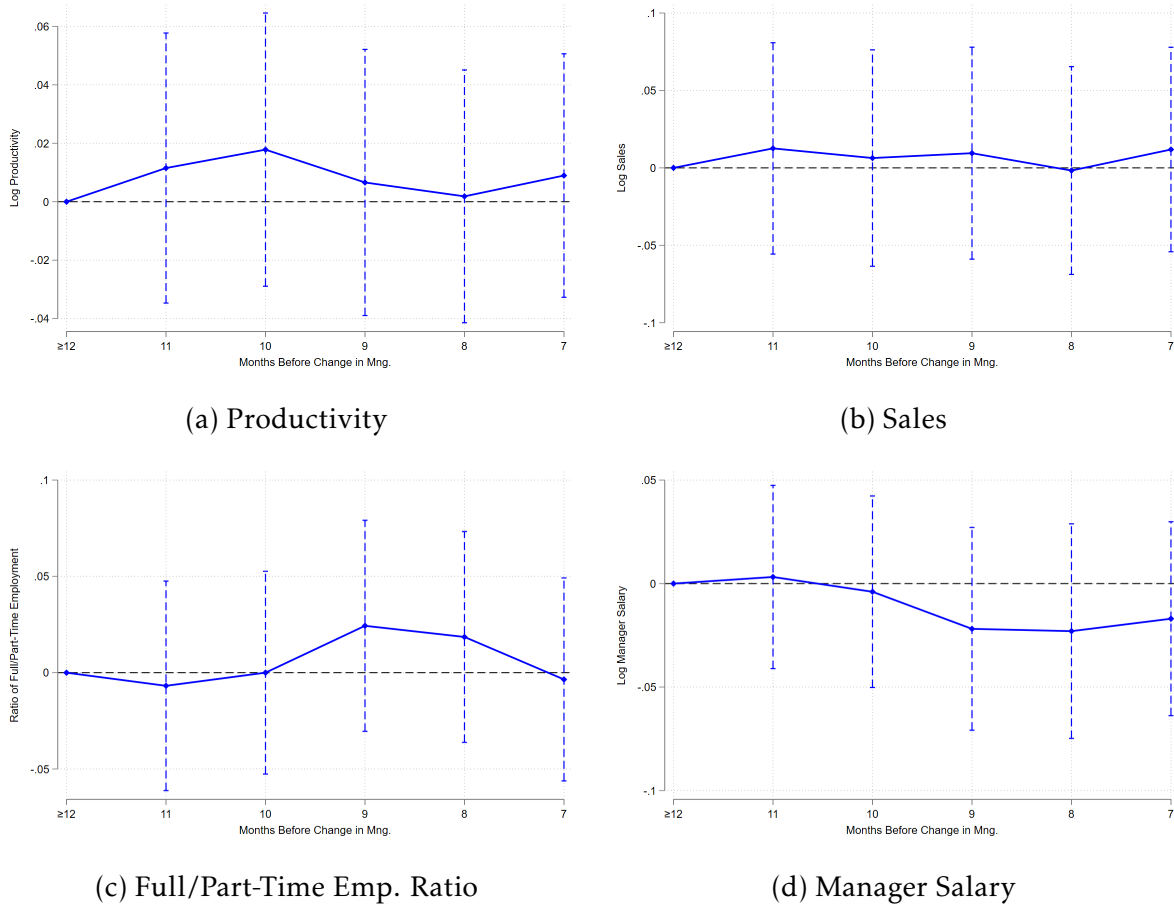 .06
.04
.02
0
-.02
-.04
Log Productivity
≥12 11 10 9 8 7
Months Before Change in Mng.
(a) Productivity
.1
.05
0
-.05
-.1
Log Sales
≥12 11 10 9 8 7
Months Before Change in Mng.
(b) Sales
.1
.05
0
-.05
Ratio of Full/Part-Time Employment
≥12 11 10 9 8 7
Months Before Change in Mng.
(c) Full/Part-Time Emp. Ratio
.05
0
-.05
-.1
Log Manager Salary
≥12 11 10 9 8 7
Months Before Change in Mng.
(d) Manager Salary